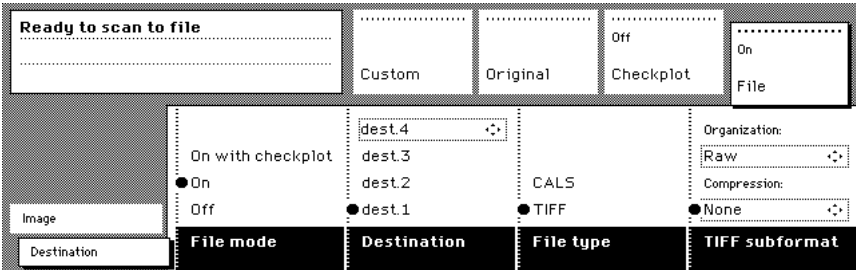 Ready to scan to file
Custom
Original
Off
Checkplot
On
File
On with checkplot
On
Off
File mode
dest.4
dest.3
dest.2
dest.1
Destination
CALS
TIFF
File type
Organization:
Raw
Compression:
None
TIFF subformat
Image
Destination